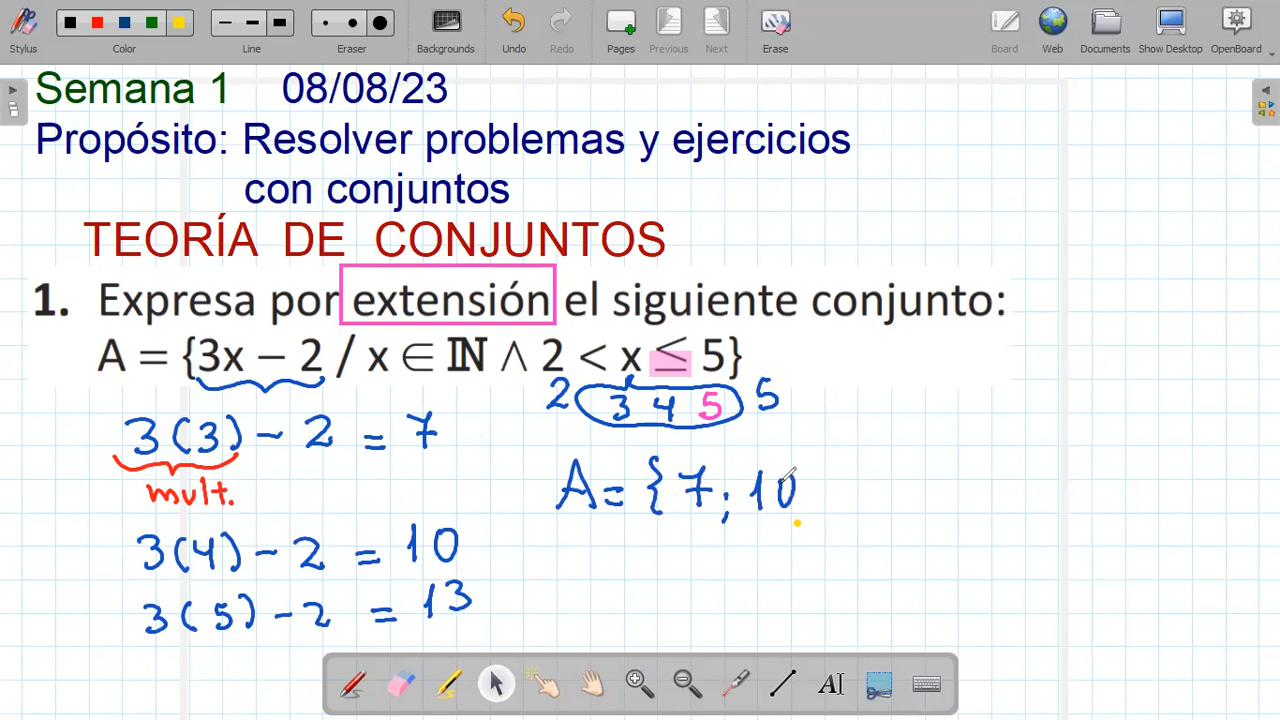 Stylus Color Line Eraser Backgrounds Undo Redo Pages Previous Next Erase Board Web Documents Show Desktop OpenBoard
Semana 1 08/08/23
Propósito: Resolver problemas y ejercicios
con conjuntos
TEORÍA DE CONJUNTOS
1. Expresa por extensión el siguiente conjunto:
A = {3x − 2 / x ∈ ℕ ∧ 2 < x ≤ 5}
2 3 4 5 5
3(3) − 2 = 7
mult.
A = { 7 ; 10
3(4) − 2 = 10
3(5) − 2 = 13
AI